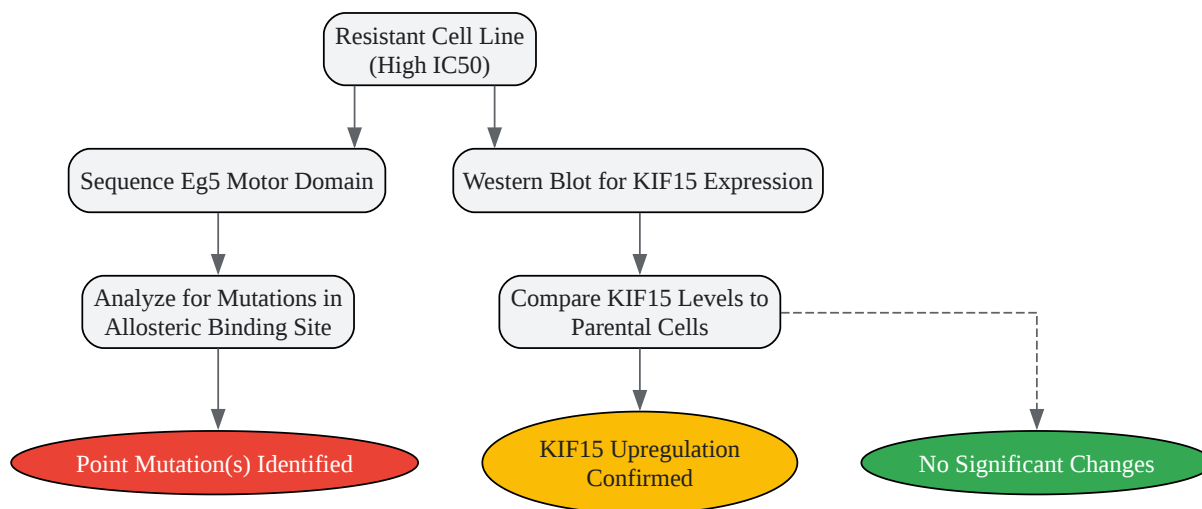 Resistant Cell Line
(High IC50)
Sequence Eg5 Motor Domain
Western Blot for KIF15 Expression
Analyze for Mutations in
Allosteric Binding Site
Compare KIF15 Levels to
Parental Cells
Point Mutation(s) Identified
KIF15 Upregulation
Confirmed
No Significant Changes